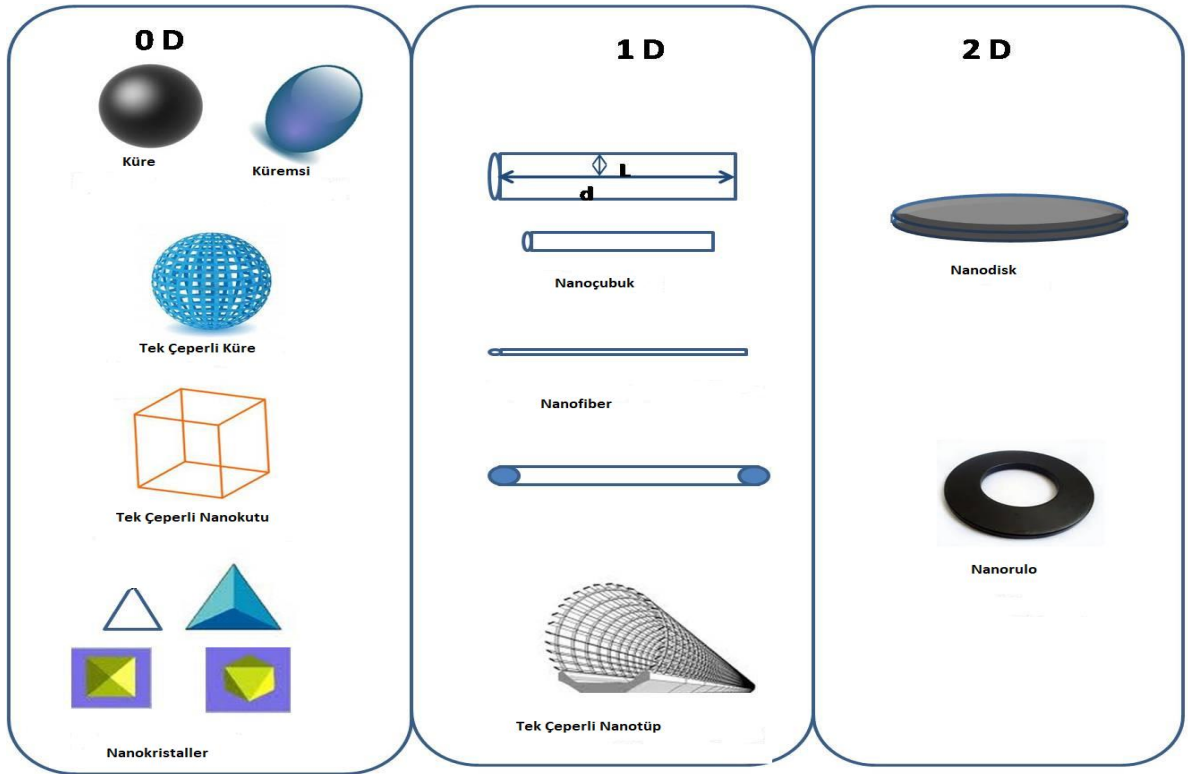 0 D
Küre
Küremsi
Tek Çeperli Küre
Tek Çeperli Nanokutu
Nanokristaller
1 D
L
d
Nanoçubuk
Nanofiber
Tek Çeperli Nanotüp
2 D
Nanodisk
Nanorulo